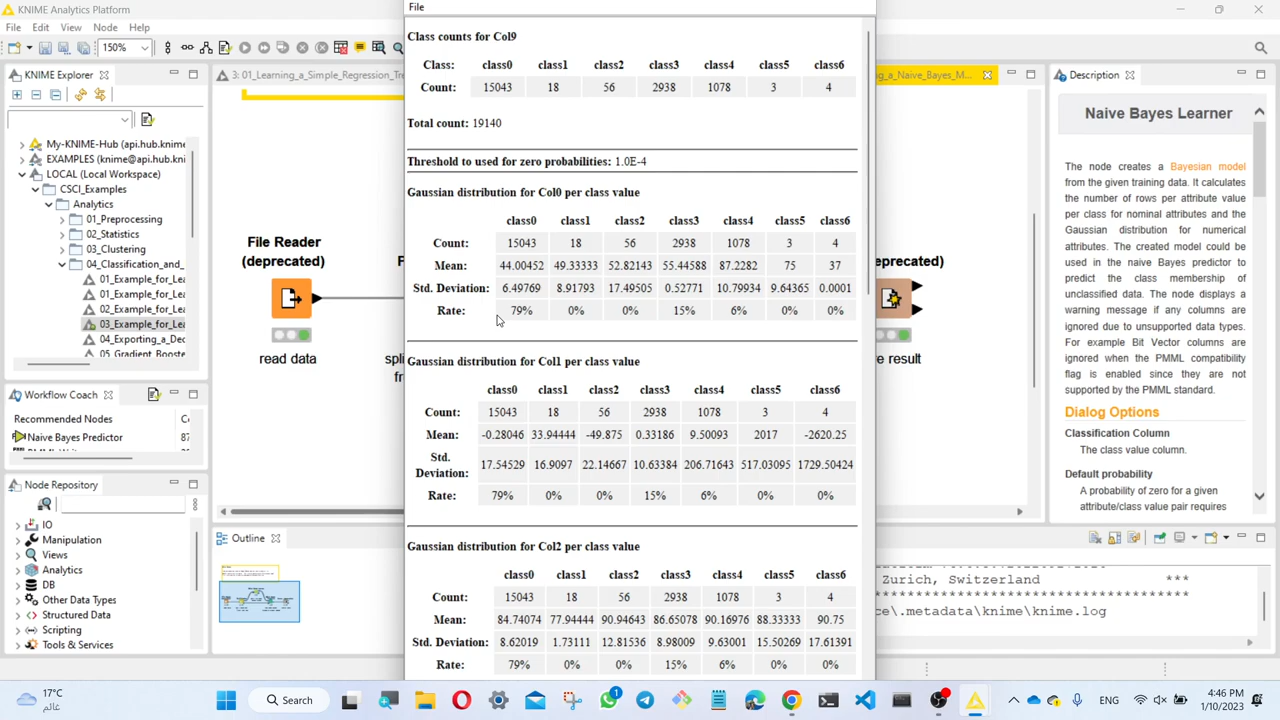 KNIME Analytics Platform
File Edit View Node Help
150%
KNIME Explorer
My-KNIME-Hub (api.hub.kni
EXAMPLES (knime@api.hub.kni
LOCAL (Local Workspace)
CSCI_Examples
Analytics
01_Preprocessing
02_Statistics
03_Clustering
04_Classification_and_
01_Example_for_Lea
01_Example_for_Lea
02_Example_for_Lea
03_Example_for_Lea
04_Exporting_a_Dec
05_Gradient_Booste
Workflow Coach
Recommended Nodes
Naive Bayes Predictor 87
Node Repository
IO
Manipulation
Views
Analytics
DB
Other Data Types
Structured Data
Scripting
Tools & Services
3: 01_Learning_a_Simple_Regression_Tre
File Reader
(deprecated)
read data
Outline
File
Class counts for Col9
Class: class0 class1 class2 class3 class4 class5 class6
Count: 15043 18 56 2938 1078 3 4
Total count: 19140
Threshold to used for zero probabilities: 1.0E-4
Gaussian distribution for Col0 per class value
class0 class1 class2 class3 class4 class5 class6
Count: 15043 18 56 2938 1078 3 4
Mean: 44.00452 49.33333 52.82143 55.44588 87.2282 75 37
Std. Deviation: 6.49769 8.91793 17.49505 0.52771 10.79934 9.64365 0.0001
Rate: 79% 0% 0% 15% 6% 0% 0%
Gaussian distribution for Col1 per class value
class0 class1 class2 class3 class4 class5 class6
Count: 15043 18 56 2938 1078 3 4
Mean: -0.28046 33.94444 -49.875 0.33186 9.50093 2017 -2620.25
Std.
Deviation: 17.54529 16.9097 22.14667 10.63384 206.71643 517.03095 1729.50424
Rate: 79% 0% 0% 15% 6% 0% 0%
Gaussian distribution for Col2 per class value
class0 class1 class2 class3 class4 class5 class6
Count: 15043 18 56 2938 1078 3 4
Mean: 84.74074 77.94444 90.94643 86.65078 90.16976 88.33333 90.75
Std. Deviation: 8.62019 1.73111 12.81536 8.98009 9.63001 15.50269 17.61391
Rate: 79% 0% 0% 15% 6% 0% 0%
ng_a_Naive_Bayes_M...
precated)
e result
Zurich, Switzerland ***
ce\.metadata\knime\knime.log
Description
Naive Bayes Learner
The node creates a Bayesian model
from the given training data. It calculates
the number of rows per attribute value
per class for nominal attributes and the
Gaussian distribution for numerical
attributes. The created model could be
used in the naive Bayes predictor to
predict the class membership of
unclassified data. The node displays a
warning message if any columns are
ignored due to unsupported data types.
For example Bit Vector columns are
ignored when the PMML compatibility
flag is enabled since they are not
supported by the PMML standard.
Dialog Options
Classification Column
The class value column.
Default probability
A probability of zero for a given
attribute/class value pair requires
17°C
غائم
Search
1
ENG
4:46 PM
1/10/2023